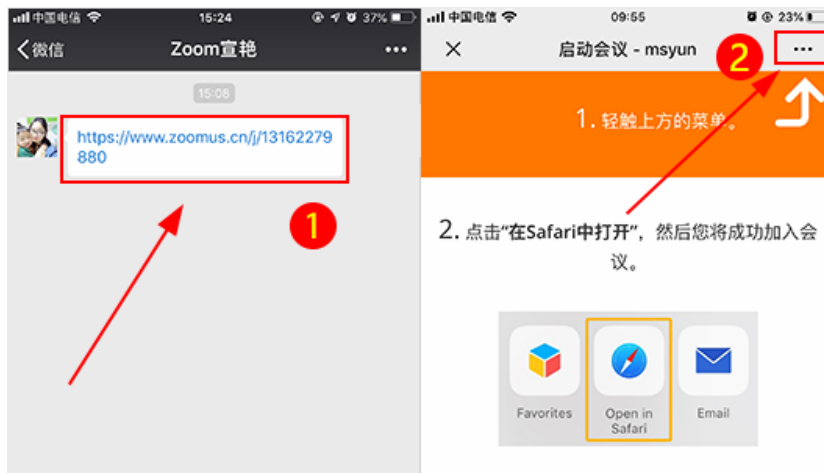 中国电信
15:24
37%
微信
Zoom宣艳
15:08
https://www.zoomus.cn/j/13162279
880
1
中国电信
09:55
23%
启动会议 - msyun
2
1. 轻触上方的菜单。
2. 点击“在Safari中打开”，然后您将成功加入会
议。
Favorites
Open in
Safari
Email